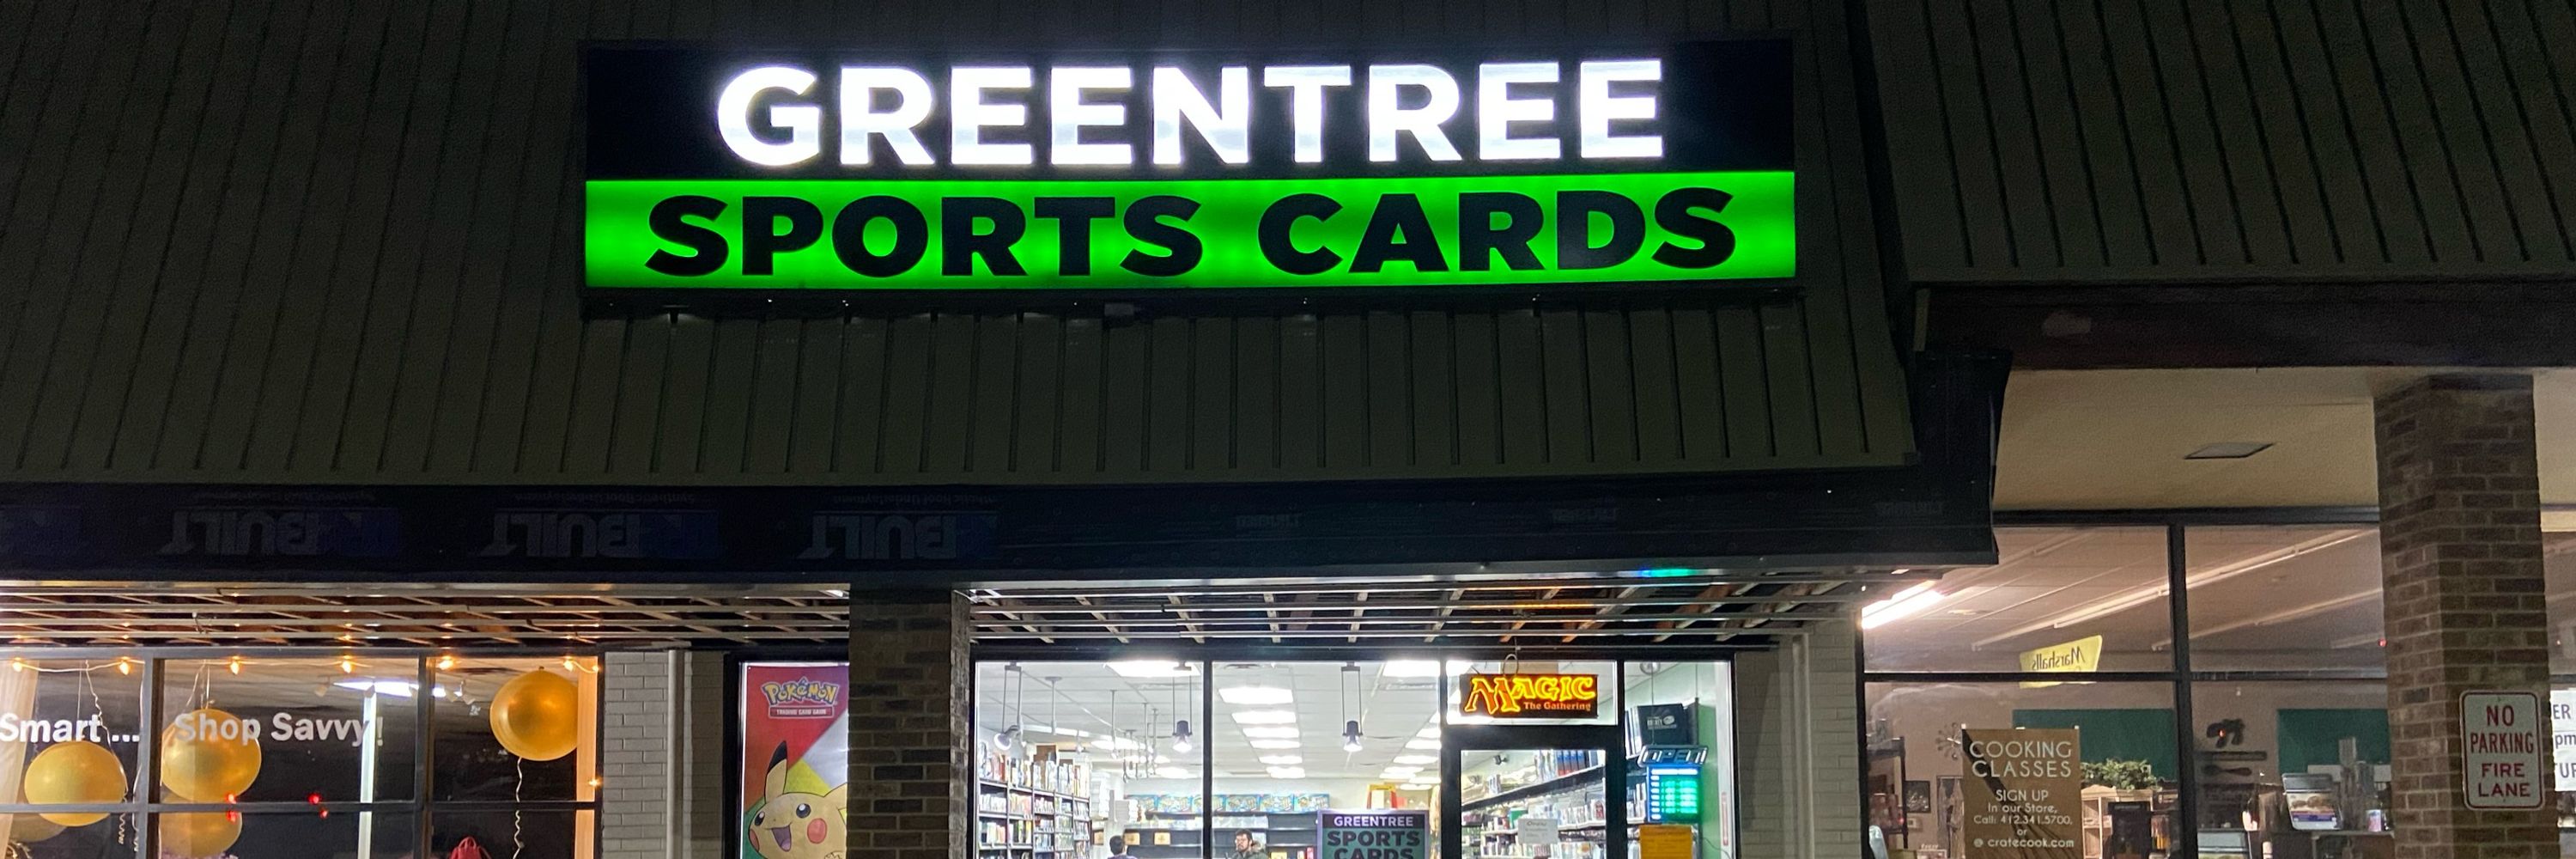 GREENTREE
SPORTS CARDS
Smart ...
Shop Savvy!
POKÉMON
TRADING CARD GAME
MAGIC
The Gathering
OPEN
GREENTREE
SPORTS
CARDS
Marshalls
COOKING
CLASSES
SIGN UP
In our Store,
Call: 412.341.5700,
or
@ cratecook.com
NO
PARKING
FIRE
LANE